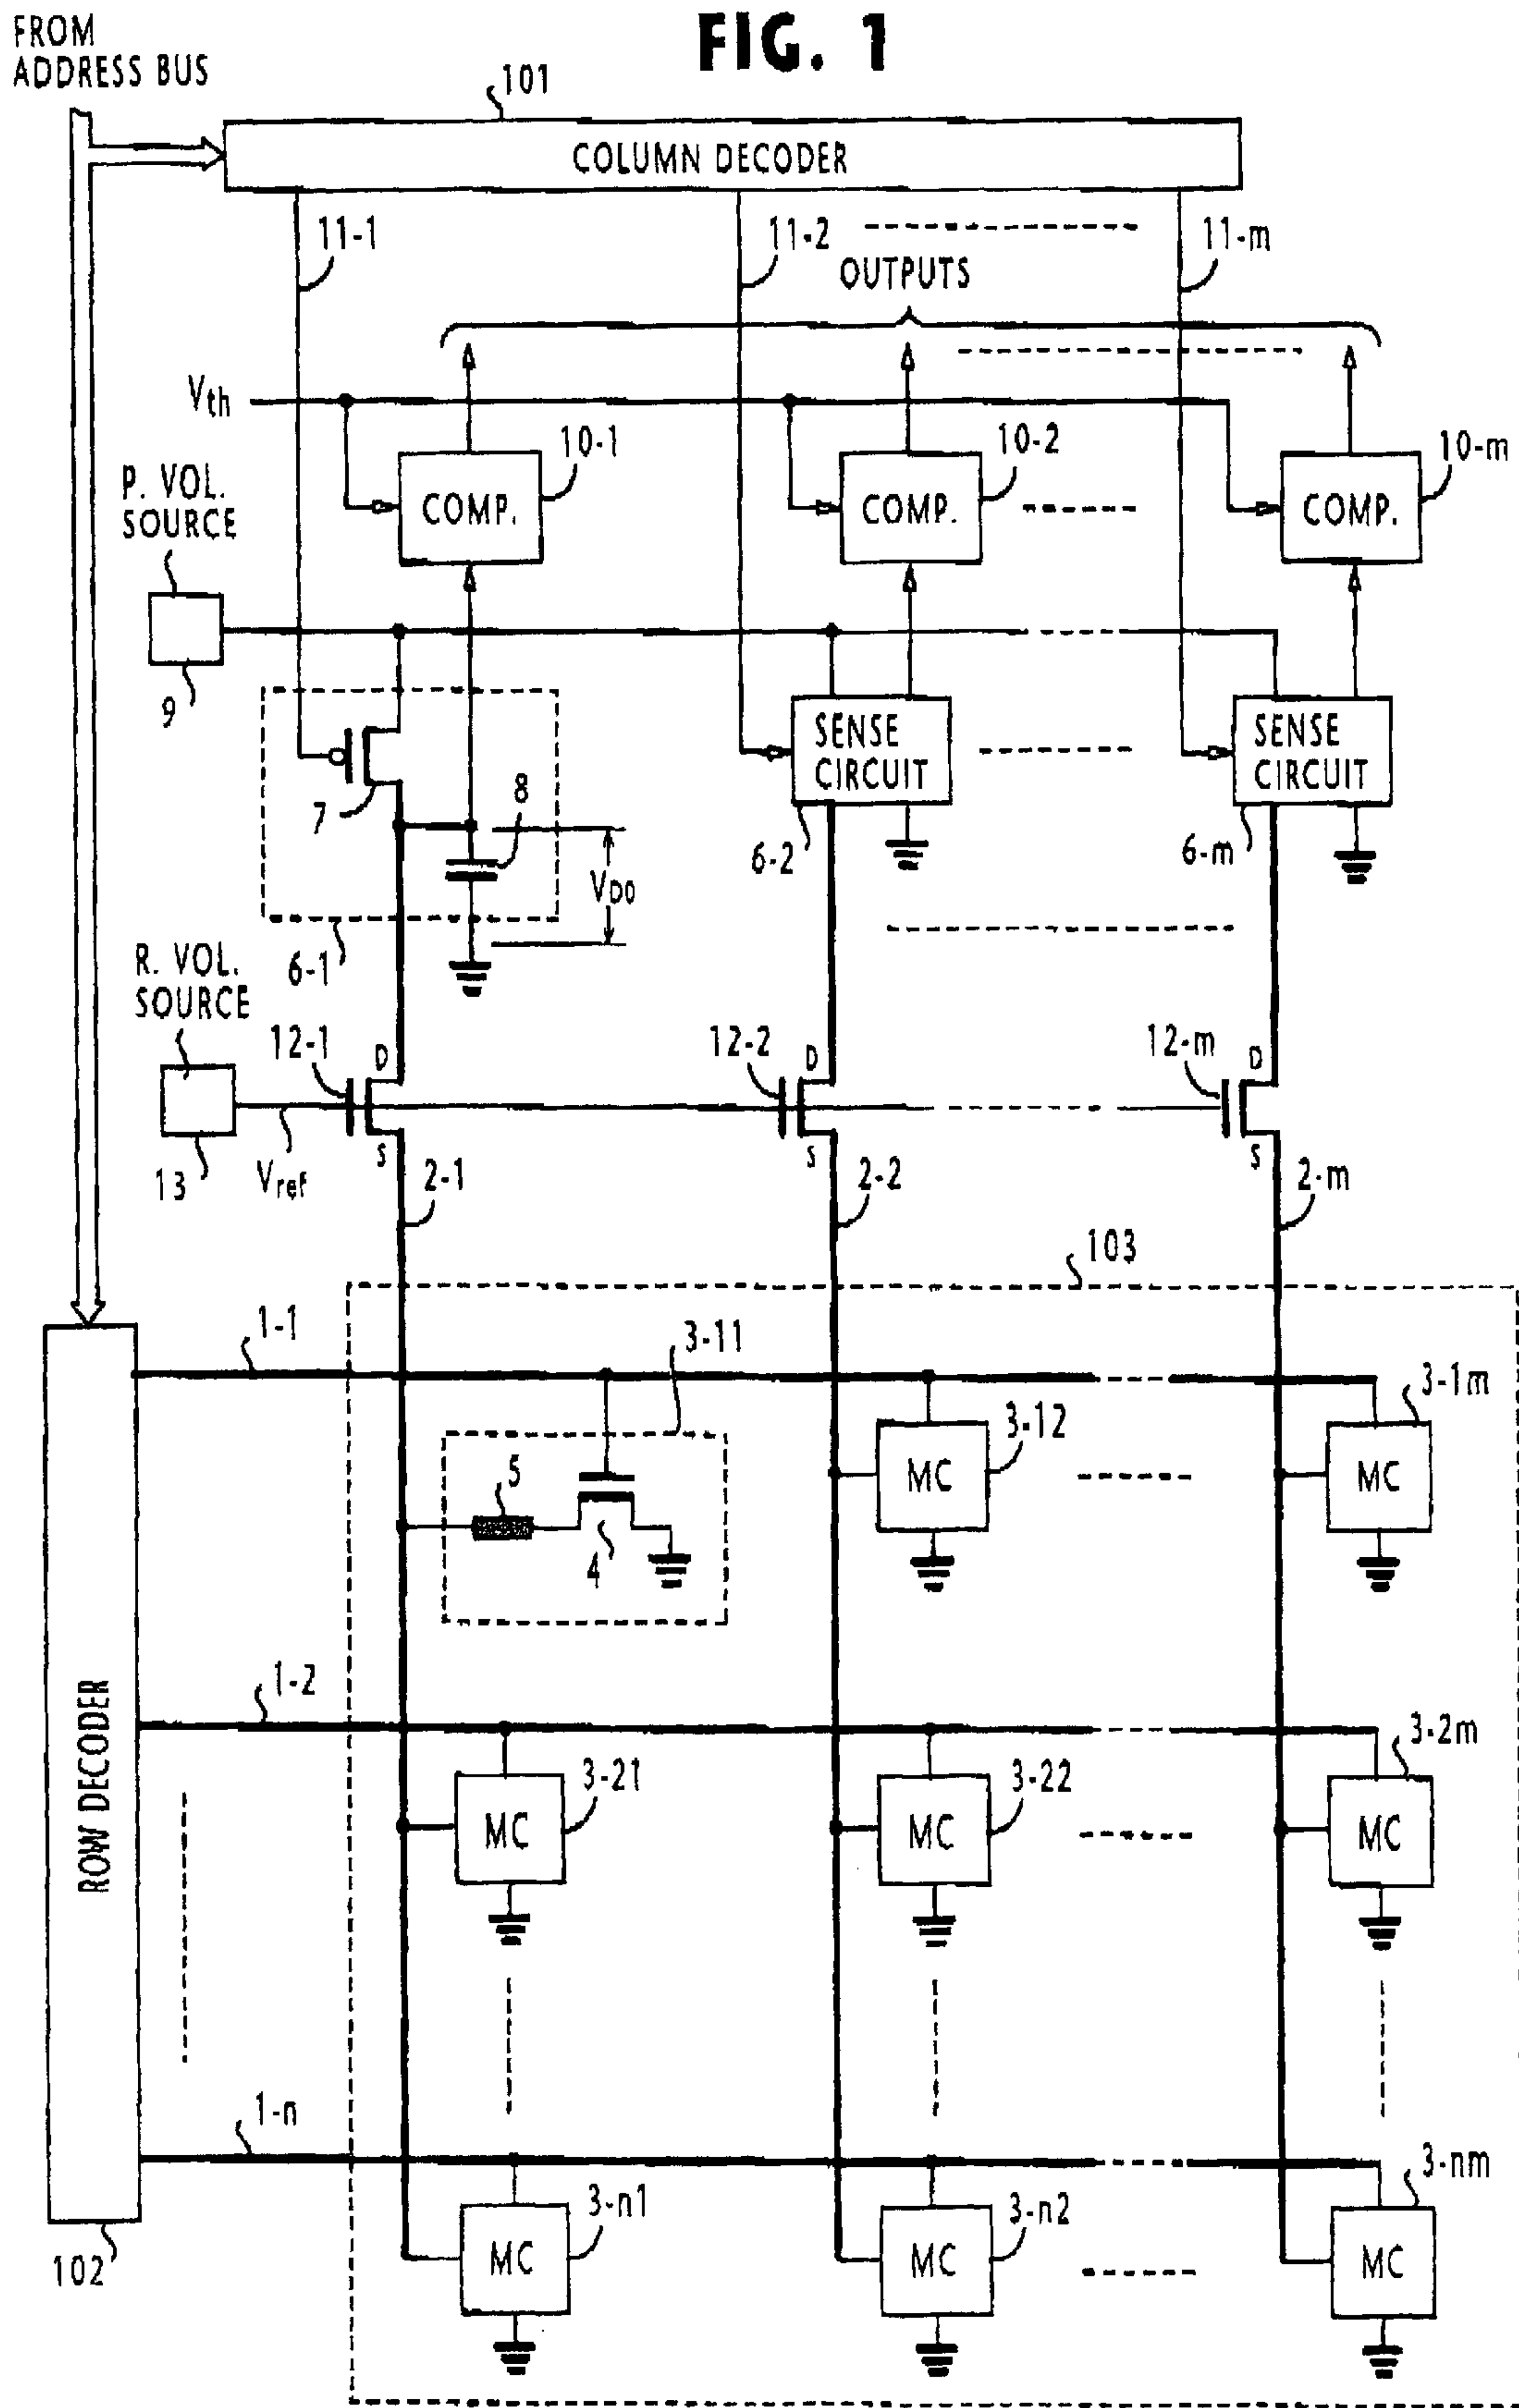 FIG. 1
FROM
ADDRESS BUS
101
COLUMN DECODER
11-1
11-2
11-m
OUTPUTS
Vth
10-1
10-2
10-m
COMP.
COMP.
COMP.
P. VOL.
SOURCE
9
7
8
VD0
6-1
SENSE
CIRCUIT
6-2
SENSE
CIRCUIT
6-m
R. VOL.
SOURCE
13
Vref
12-1
D
S
12-2
D
S
12-m
D
S
2-1
2-2
2-m
103
1-1
3-11
5
4
MC
3-12
MC
3-1m
ROW DECODER
102
1-2
MC
3-21
MC
3-22
MC
3-2m
1-n
MC
3-n1
MC
3-n2
MC
3-nm